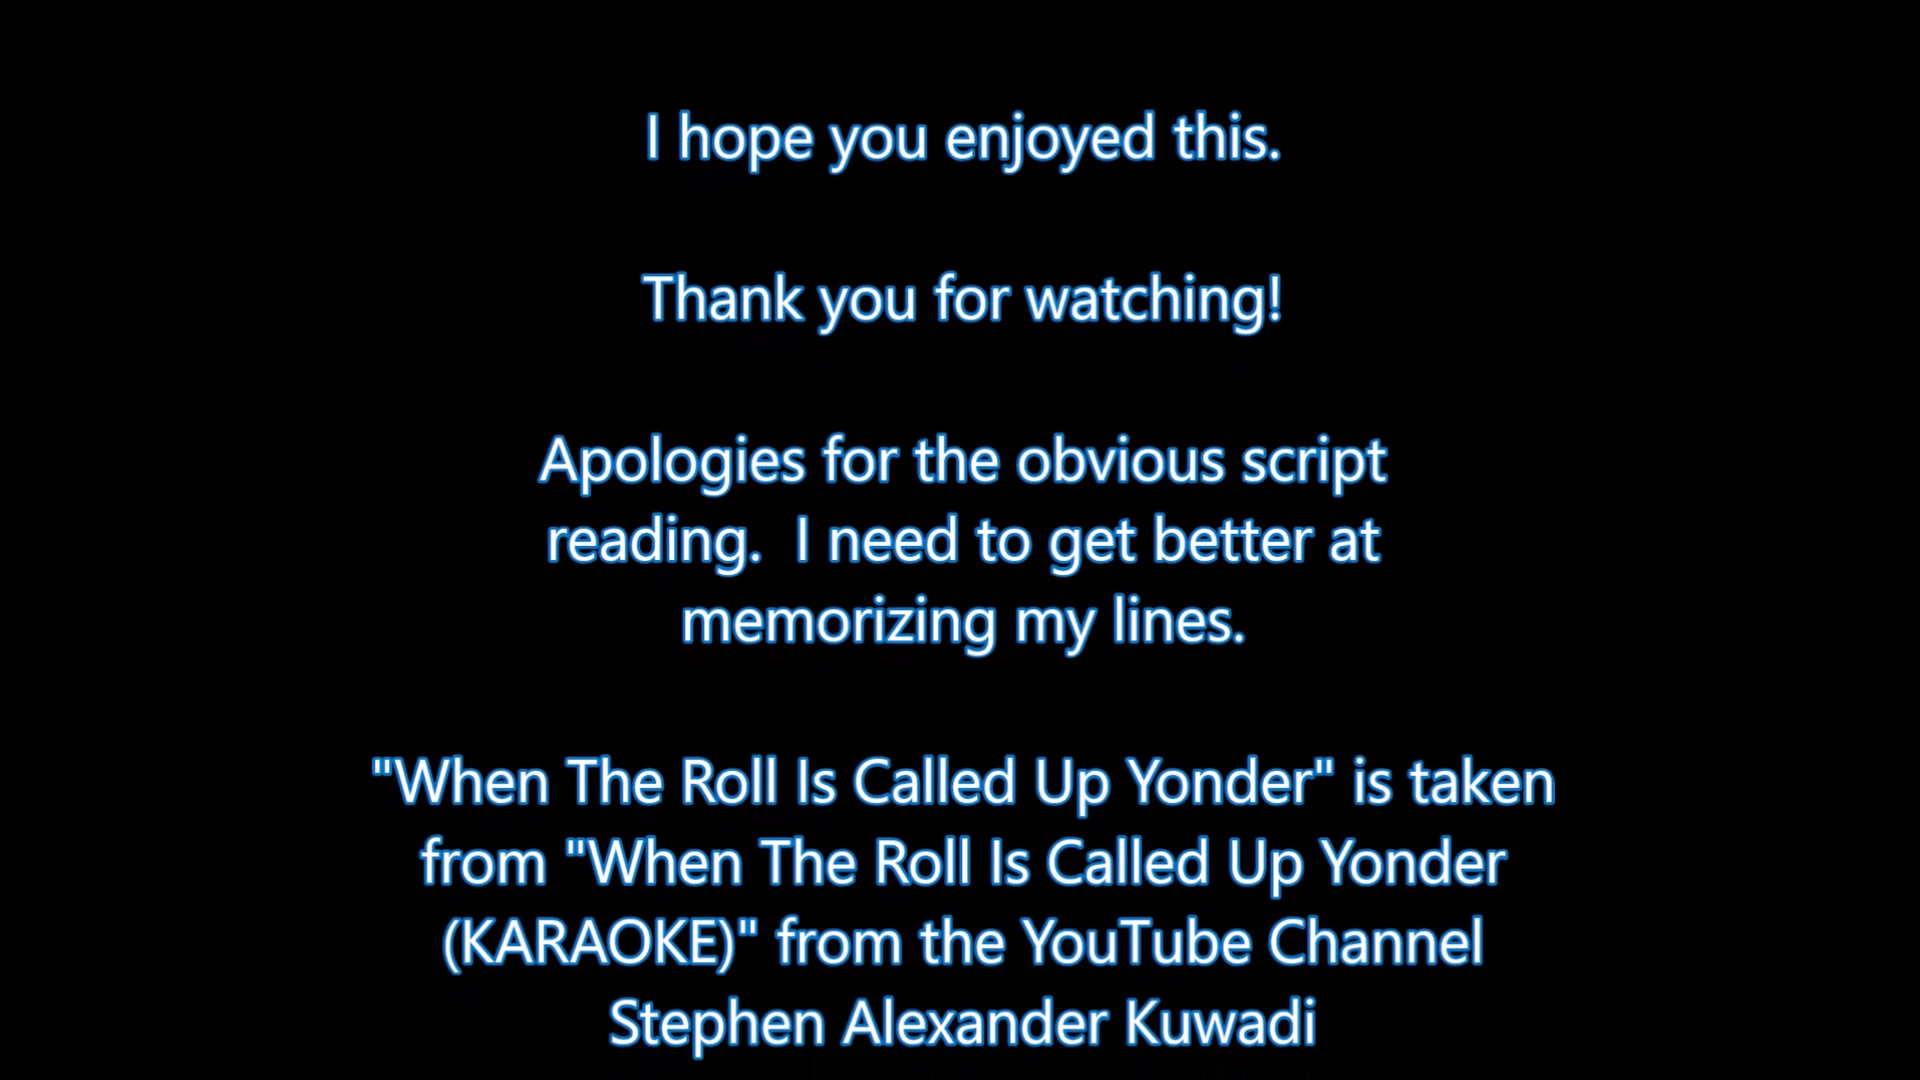 I hope you enjoyed this.
Thank you for watching!
Apologies for the obvious script
reading.  I need to get better at
memorizing my lines.
"When The Roll Is Called Up Yonder" is taken
from "When The Roll Is Called Up Yonder
(KARAOKE)" from the YouTube Channel
Stephen Alexander Kuwadi